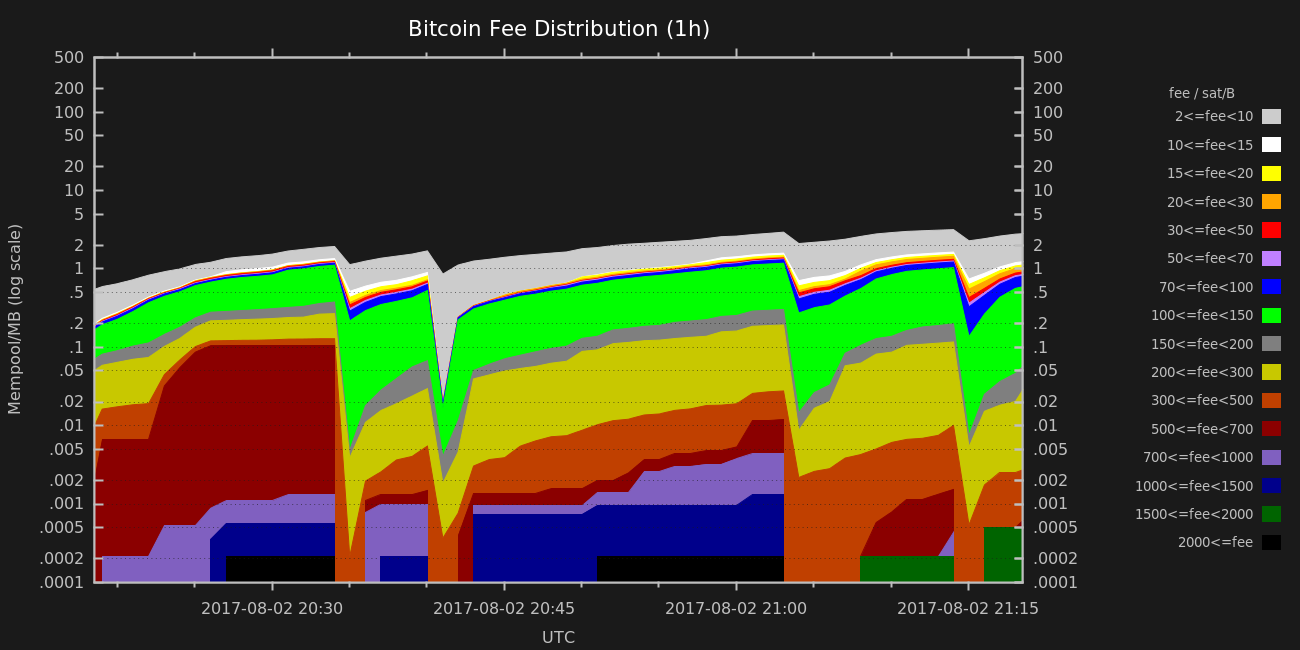 Bitcoin Fee Distribution (1h)
500 500
200 200
100 100
50 50
20 20
10 10
5 5
2 2
1 1
.5 .5
.2 .2
.1 .1
.05 .05
.02 .02
.01 .01
.005 .005
.002 .002
.001 .001
.0005 .0005
.0002 .0002
.0001 .0001
Mempool/MB (log scale)
2017-08-02 20:30 2017-08-02 20:45 2017-08-02 21:00 2017-08-02 21:15
UTC
fee / sat/B
2<=fee<10
10<=fee<15
15<=fee<20
20<=fee<30
30<=fee<50
50<=fee<70
70<=fee<100
100<=fee<150
150<=fee<200
200<=fee<300
300<=fee<500
500<=fee<700
700<=fee<1000
1000<=fee<1500
1500<=fee<2000
2000<=fee